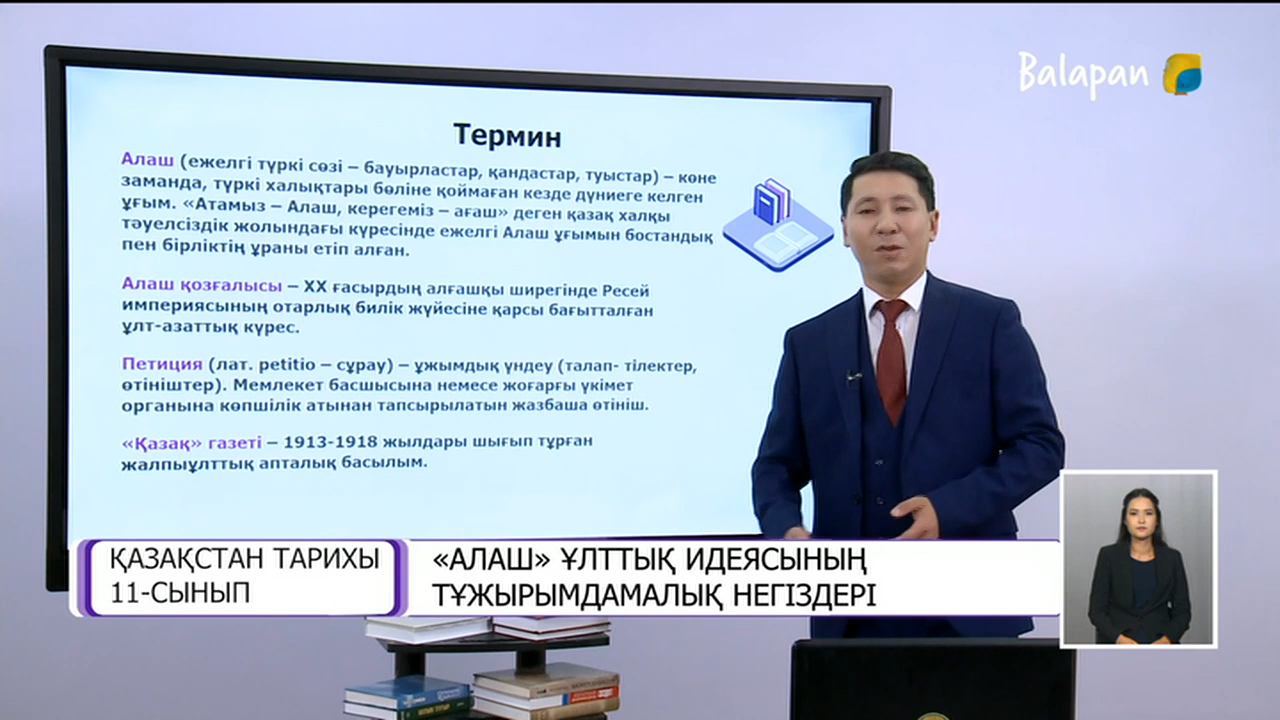 Balapan
Термин
Алаш (ежелгі түркі сөзі – бауырластар, қандастар, туыстар) – көне
заманда, түркі халықтары бөліне қоймаған кезде дүниеге келген
ұғым. «Атамыз – Алаш, керегеміз – ағаш» деген қазақ халқы
тәуелсіздік жолындағы күресінде ежелгі Алаш ұғымын бостандық
пен бірліктің ұраны етіп алған.
Алаш қозғалысы – ХХ ғасырдың алғашқы ширегінде Ресей
империясының отарлық билік жүйесіне қарсы бағытталған
ұлт-азаттық күрес.
Петиция (лат. petitio – сұрау) – ұжымдық үндеу (талап- тілектер,
өтініштер). Мемлекет басшысына немесе жоғарғы үкімет
органына көпшілік атынан тапсырылатын жазбаша өтініш.
«Қазақ» газеті – 1913-1918 жылдары шығып тұрған
жалпыұлттық апталық басылым.
ҚАЗАҚСТАН ТАРИХЫ
11-СЫНЫП
«АЛАШ» ҰЛТТЫҚ ИДЕЯСЫНЫҢ
ТҰЖЫРЫМДАМАЛЫҚ НЕГІЗДЕРІ